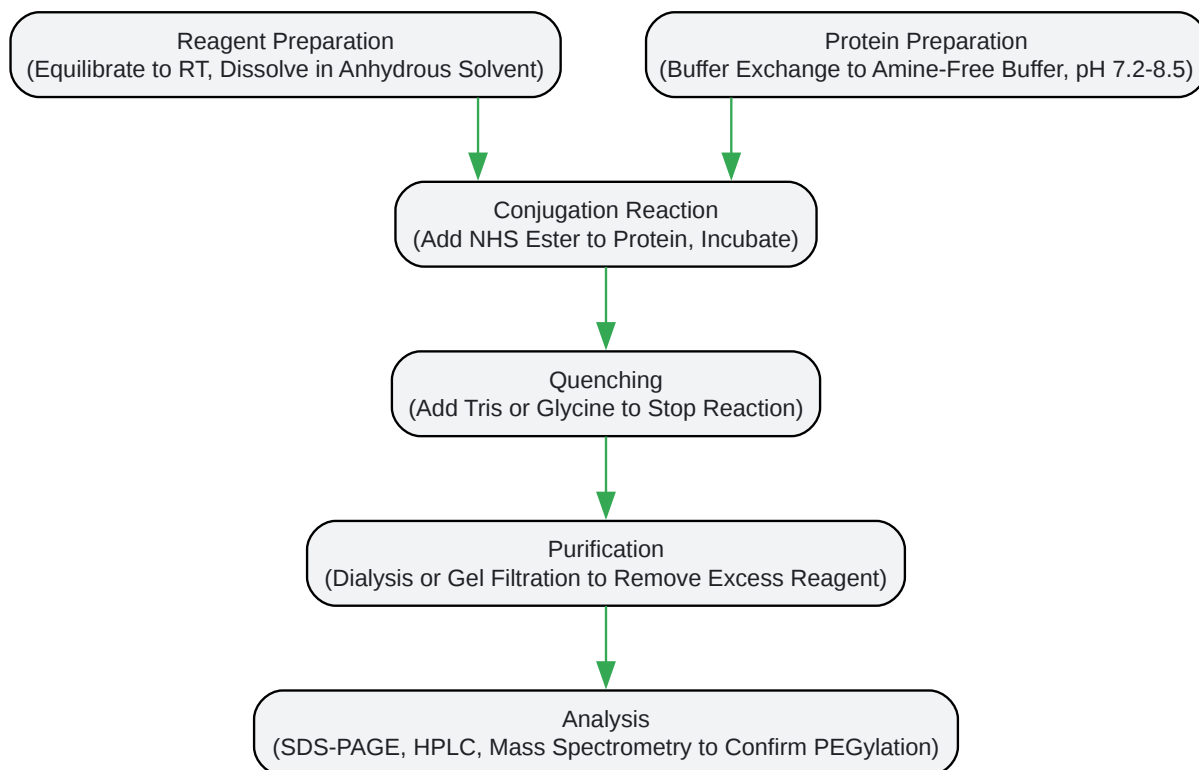 Reagent Preparation
(Equilibrate to RT, Dissolve in Anhydrous Solvent)
Protein Preparation
(Buffer Exchange to Amine-Free Buffer, pH 7.2-8.5)
Conjugation Reaction
(Add NHS Ester to Protein, Incubate)
Quenching
(Add Tris or Glycine to Stop Reaction)
Purification
(Dialysis or Gel Filtration to Remove Excess Reagent)
Analysis
(SDS-PAGE, HPLC, Mass Spectrometry to Confirm PEGylation)